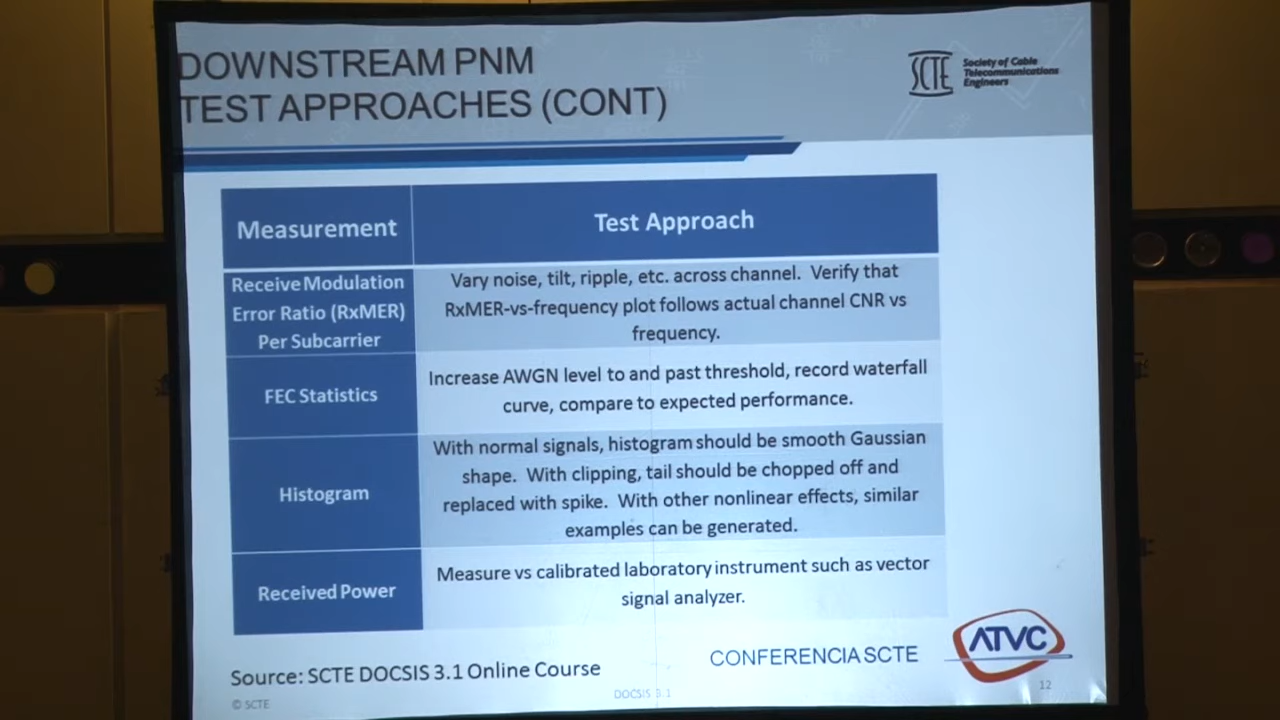 DOWNSTREAM PNM
TEST APPROACHES (CONT)
SCTE
Society of Cable
Telecommunications
Engineers
Measurement
Test Approach
Receive Modulation
Error Ratio (RxMER)
Per Subcarrier
Vary noise, tilt, ripple, etc. across channel. Verify that
RxMER-vs-frequency plot follows actual channel CNR vs
frequency.
FEC Statistics
Increase AWGN level to and past threshold, record waterfall
curve, compare to expected performance.
Histogram
With normal signals, histogram should be smooth Gaussian
shape. With clipping, tail should be chopped off and
replaced with spike. With other nonlinear effects, similar
examples can be generated.
Received Power
Measure vs calibrated laboratory instrument such as vector
signal analyzer.
Source: SCTE DOCSIS 3.1 Online Course
CONFERENCIA SCTE
ATVC
© SCTE
DOCSIS 3.1
12